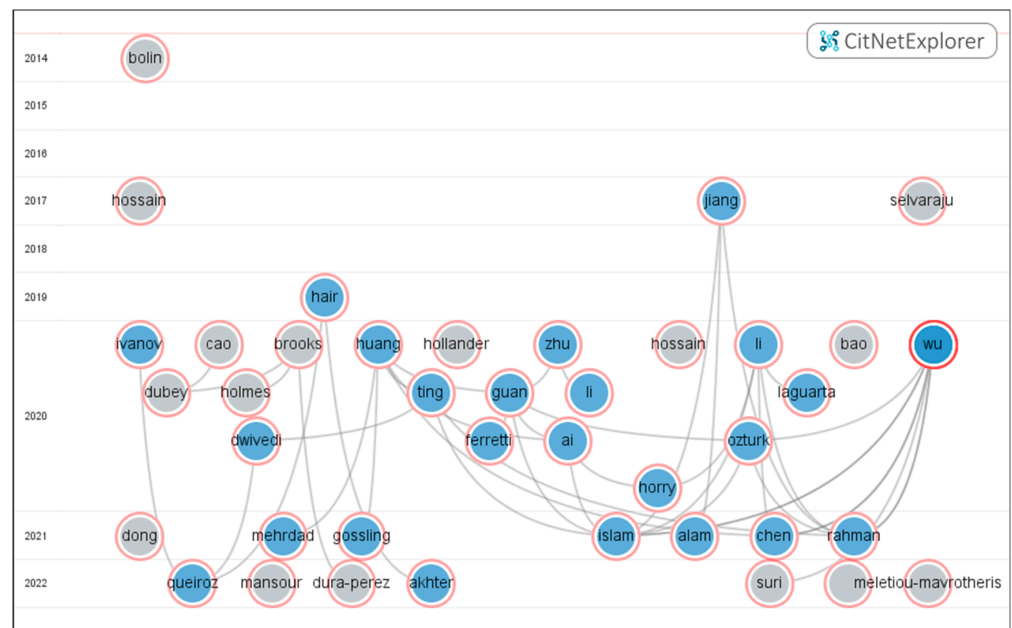 CitNetExplorer
2014
bolin
2015
2016
2017
hossain
jiang
selvaraju
2018
2019
hair
ivanov
cao
brooks
huang
hollander
zhu
hossain
li
bao
wu
dubey
holmes
ting
guan
li
laguarta
2020
dwivedi
ferretti
ai
ozturk
horry
2021
dong
mehrdad
gossling
islam
alam
chen
rahman
2022
queiroz
mansour
dura-perez
akhter
suri
meletiou-mavrotheris